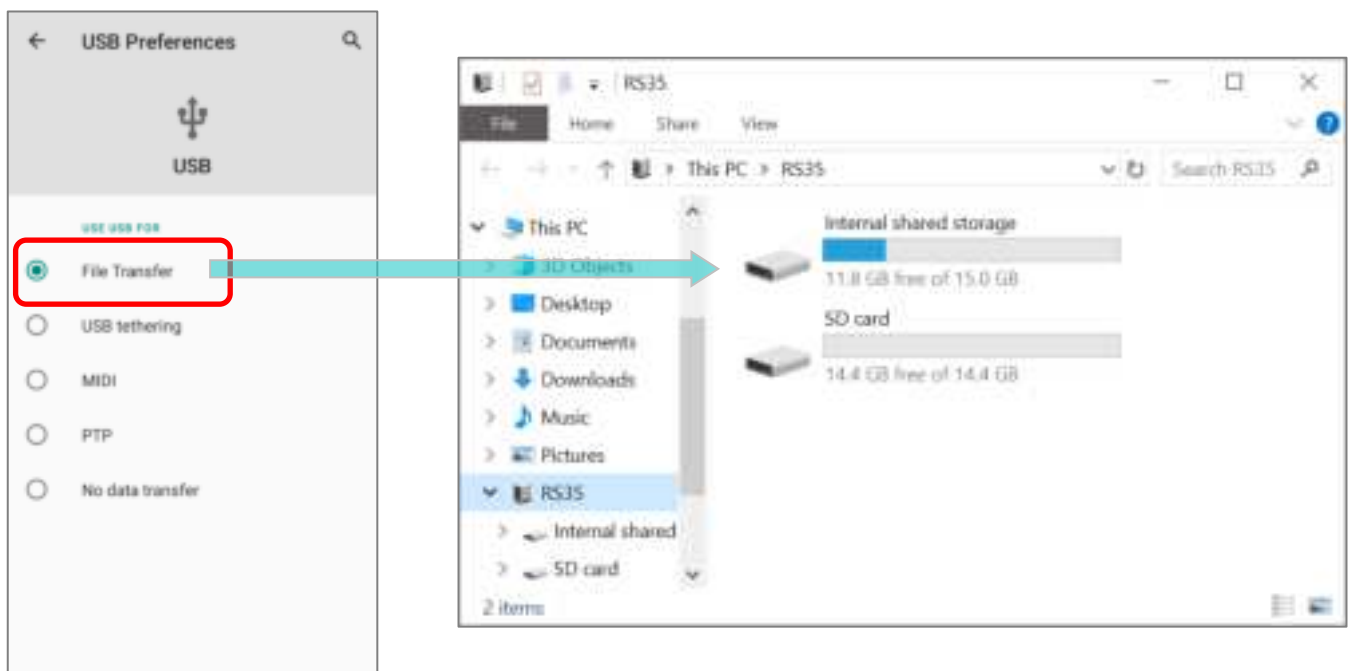 USB Preferences
USB
USE USB FOR
File Transfer
USB tethering
MIDI
PTP
No data transfer
RS35
File Home Share View
This PC > RS35
Search RS35
This PC
3D Objects
Desktop
Documents
Downloads
Music
Pictures
RS35
Internal shared
SD card
2 items
Internal shared storage
11.8 GB free of 15.0 GB
SD card
14.4 GB free of 14.4 GB